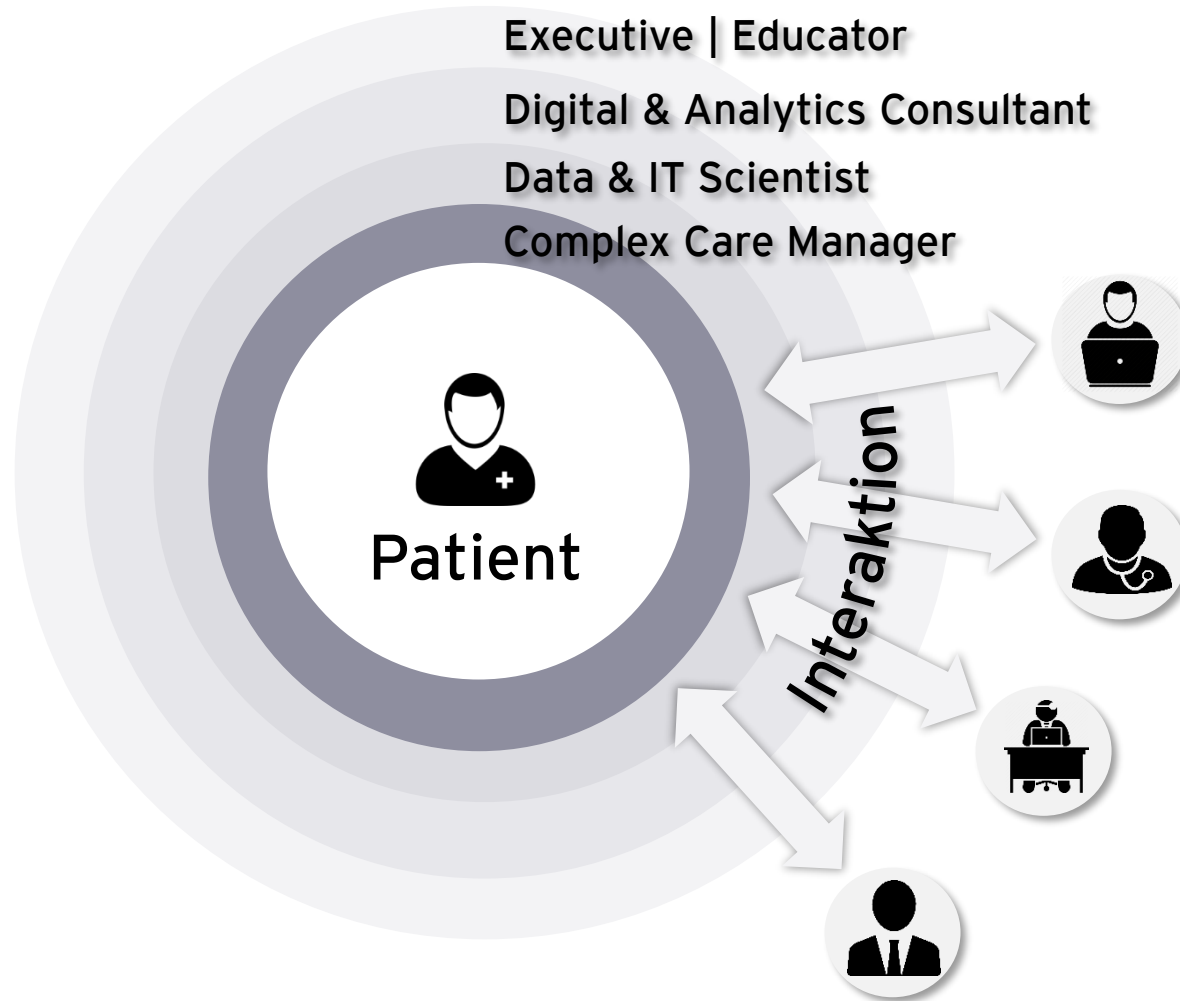 Executive | Educator
Digital & Analytics Consultant
Data & IT Scientist
Complex Care Manager
Patient
Interaktion